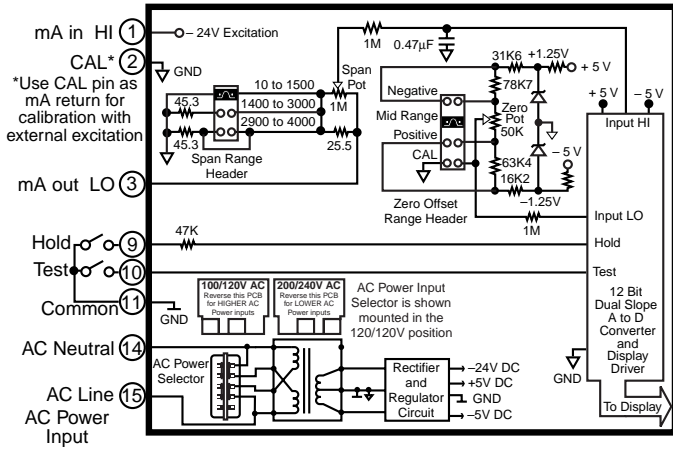 mA in HI 1
– 24V Excitation
CAL* 2
GND
*Use CAL pin as
mA return for
calibration with
external excitation
mA out LO 3
45.3
45.3
10 to 1500
1400 to 3000
2900 to 4000
Span Range
Header
Span
Pot
1M
25.5
1M
0.47µF
31K6
+1.25V
+ 5 V
78K7
Negative
Mid Range
Positive
CAL
Zero
Pot
50K
63K4
16K2
–1.25V
– 5 V
Zero Offset
Range Header
1M
+ 5 V
– 5 V
Input HI
Input LO
Hold
Test
12 Bit
Dual Slope
A to D
Converter
and
Display
Driver
GND
To Display
Hold 9
47K
Test 10
Common 11
GND
100/120V AC
Reverse this PCB
for HIGHER AC
Power inputs
200/240V AC
Reverse this PCB
for LOWER AC
Power inputs
AC Power Input
Selector is shown
mounted in the
120/120V position
AC Neutral 14
AC Line 15
AC Power
Input
AC Power
Selector
Rectifier
and
Regulator
Circuit
–24V DC
+5V DC
GND
–5V DC